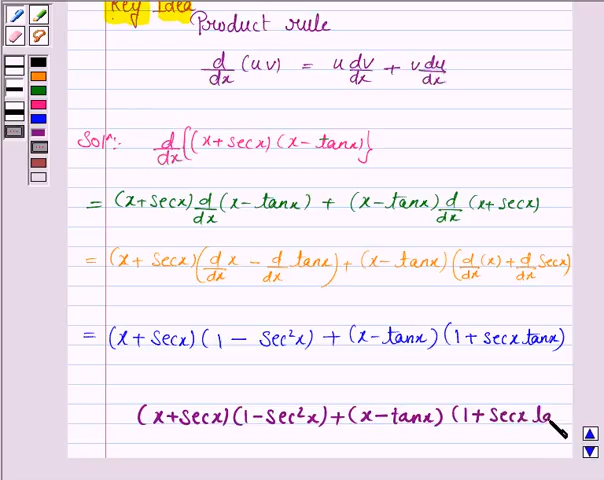 Key Idea
Product rule
d/dx (uv) = u dv/dx + v du/dx
Soln: d/dx {(x+secx)(x-tanx)}
= (x+secx) d/dx (x-tanx) + (x-tanx) d/dx (x+secx)
= (x+secx)(d/dx x - d/dx tanx) + (x-tanx)(d/dx (x) + d/dx secx)
= (x+secx)(1 - sec²x) + (x-tanx)(1+secx tanx)
(x+secx)(1-sec²x)+(x-tanx)(1+secx ta